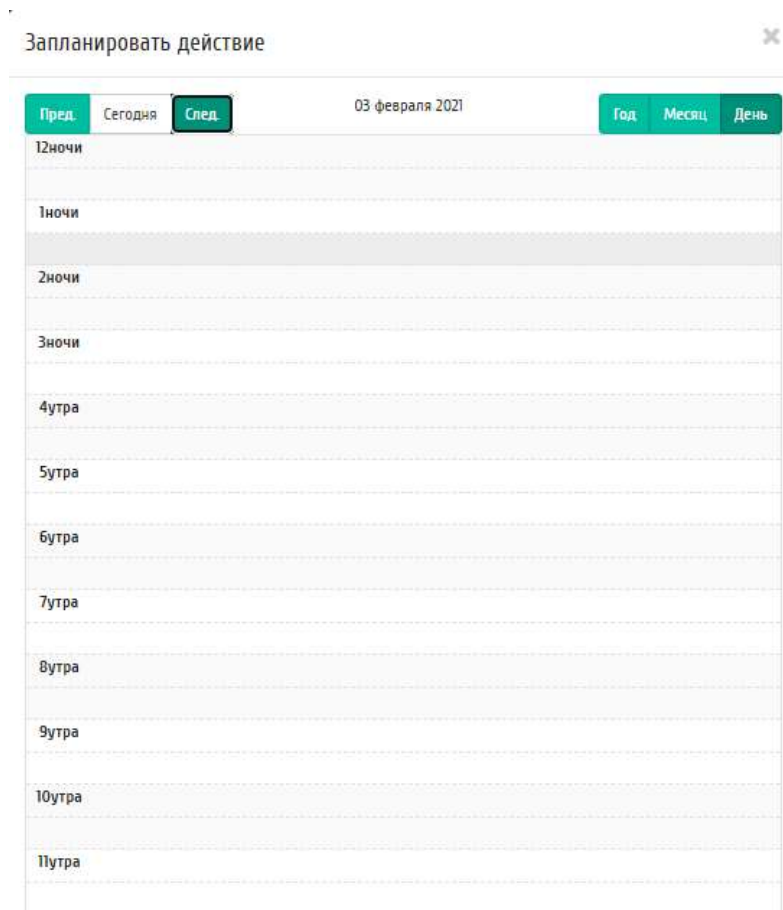 Запланировать действие
Пред. Сегодня След. 03 февраля 2021 Год Месяц День
12ночи
1ночи
2ночи
3ночи
4утра
5утра
6утра
7утра
8утра
9утра
10утра
11утра